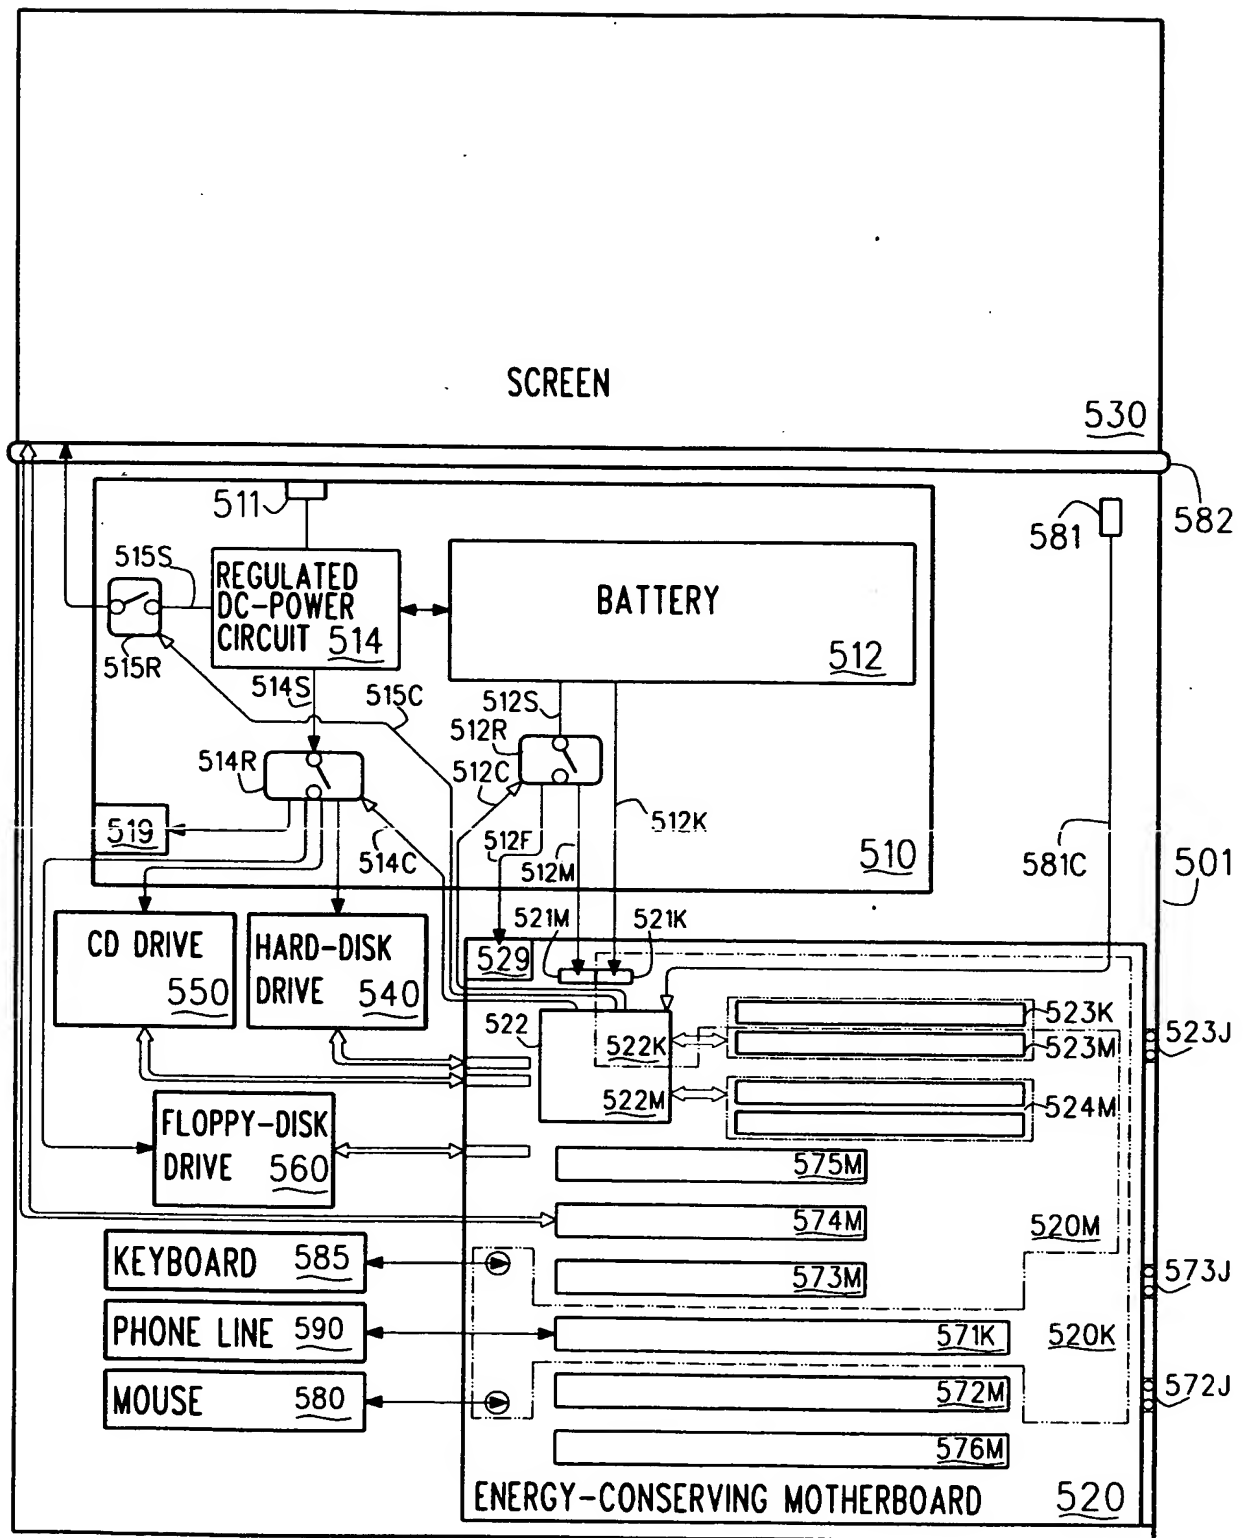 SCREEN
530
582
511
581
515S
REGULATED
DC-POWER
CIRCUIT 514
BATTERY
512
515R
514S
515C
512S
512R
512C
514R
512K
519
514C
512F
512M
510
581C
501
CD DRIVE
550
HARD-DISK
DRIVE 540
521M
521K
529
522
522K
522M
523K
523M
523J
524M
FLOPPY-DISK
DRIVE 560
575M
574M
520M
KEYBOARD 585
573M
573J
PHONE LINE 590
571K
520K
MOUSE 580
572M
572J
576M
ENERGY-CONSERVING MOTHERBOARD 520